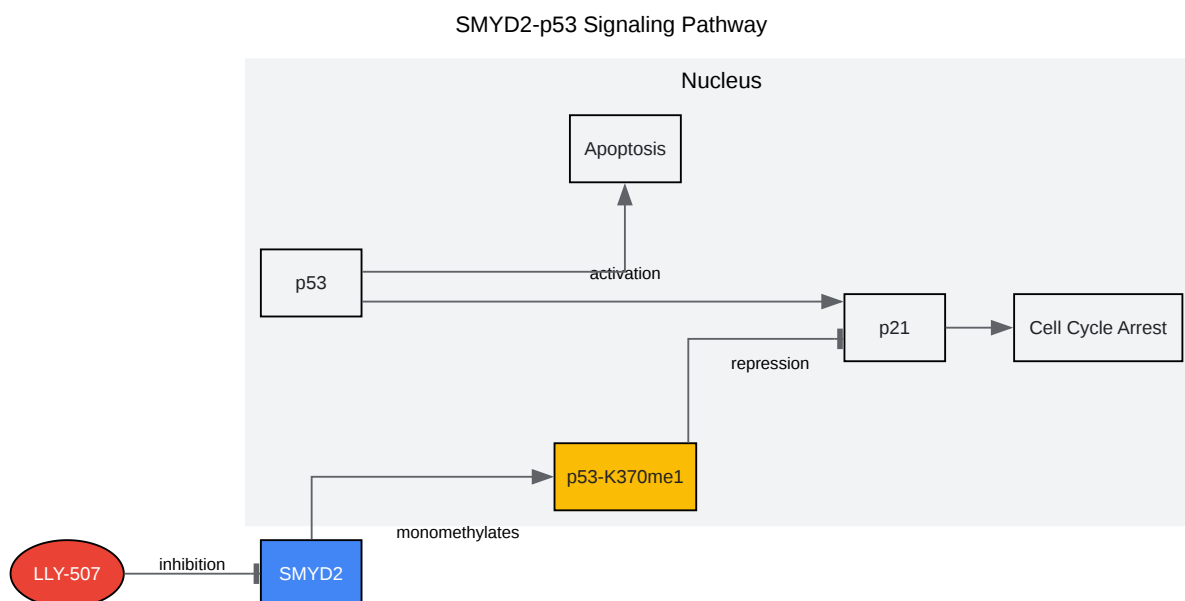 SMYD2-p53 Signaling Pathway
Nucleus
Apoptosis
p53
activation
p21
Cell Cycle Arrest
repression
p53-K370me1
monomethylates
LLY-507
inhibition
SMYD2